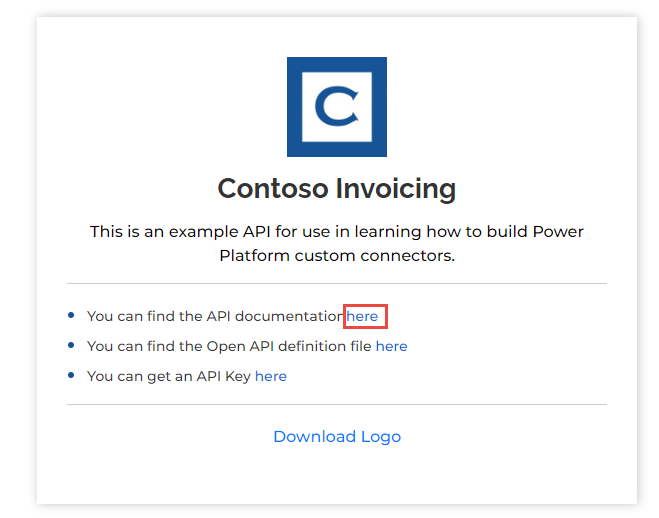 C
Contoso Invoicing
This is an example API for use in learning how to build Power
Platform custom connectors.
You can find the API documentation here
You can find the Open API definition file here
You can get an API Key here
Download Logo